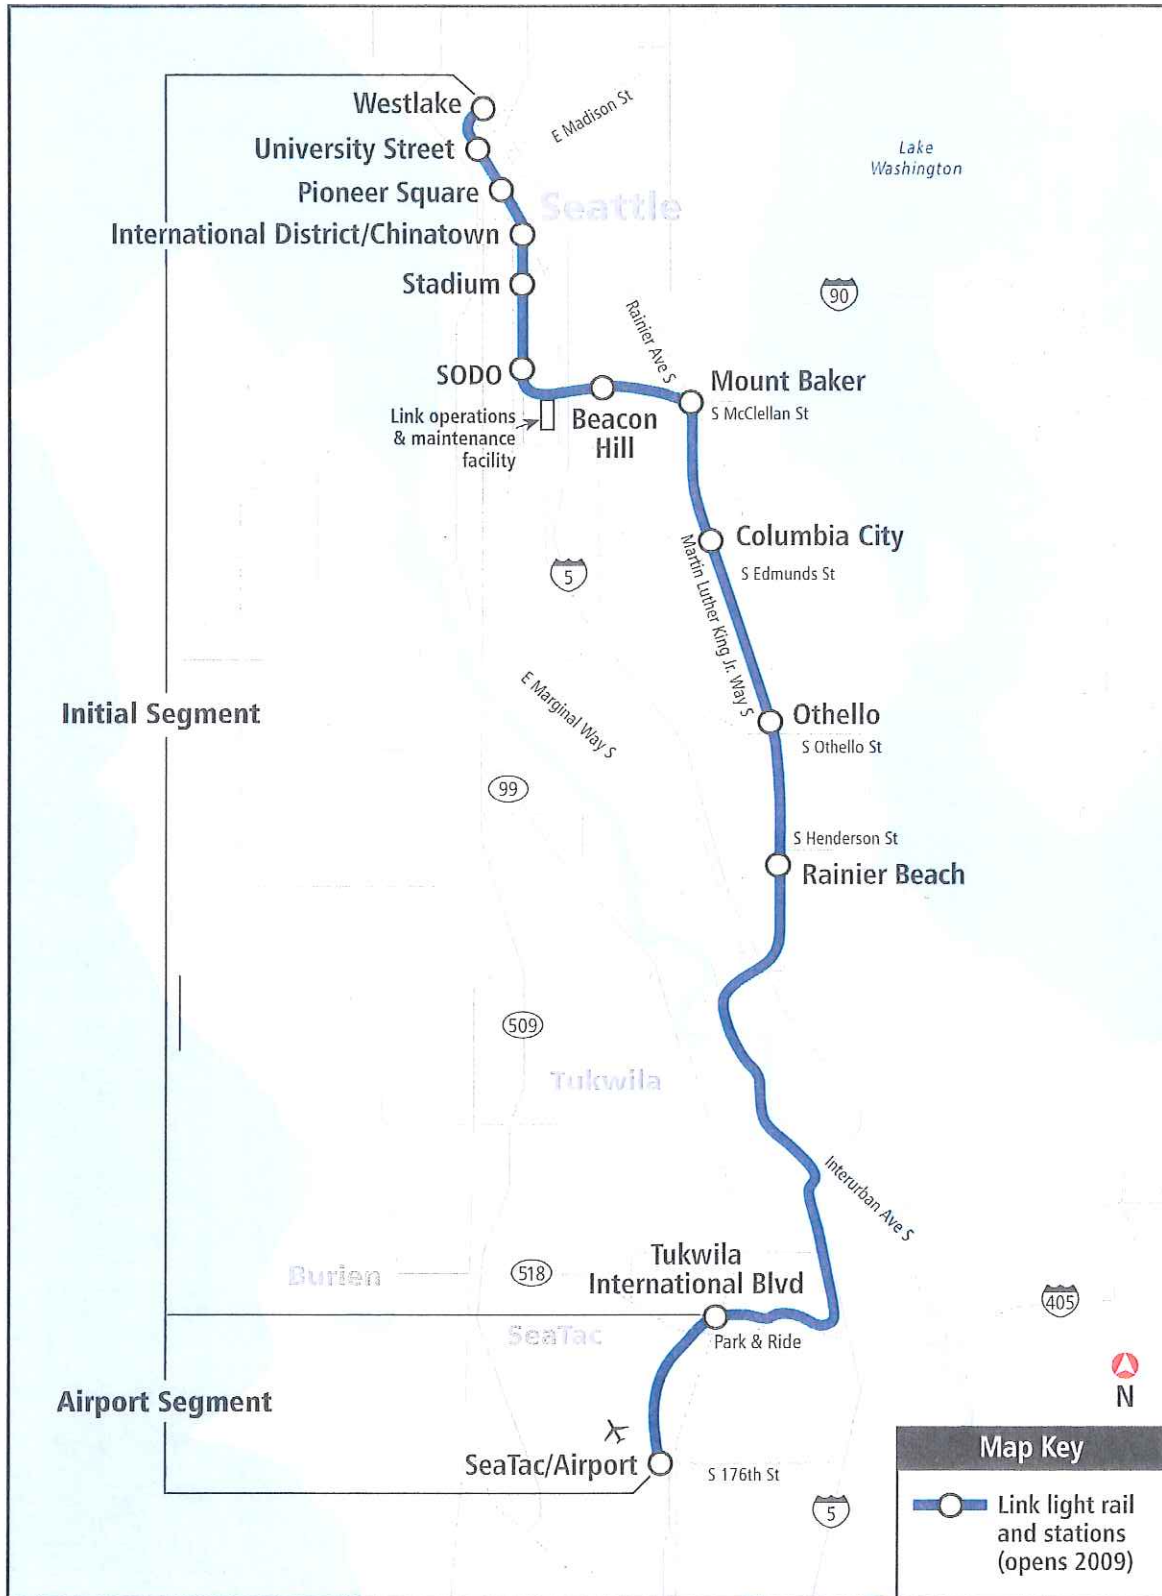 Westlake
E Madison St
University Street
Lake
Washington
Pioneer Square
Seattle
International District/Chinatown
Stadium
90
Rainier Ave S
SODO
Mount Baker
S McClellan St
Link operations
& maintenance
facility
Beacon
Hill
Columbia City
S Edmunds St
Martin Luther King Jr. Way S
5
Initial Segment
E Marginal Way S
Othello
S Othello St
99
S Henderson St
Rainier Beach
509
Tukwila
Interurban Ave S
Burien
518
Tukwila
International Blvd
405
SeaTac
Park & Ride
N
Airport Segment
SeaTac/Airport
S 176th St
5
Map Key
Link light rail
and stations
(opens 2009)